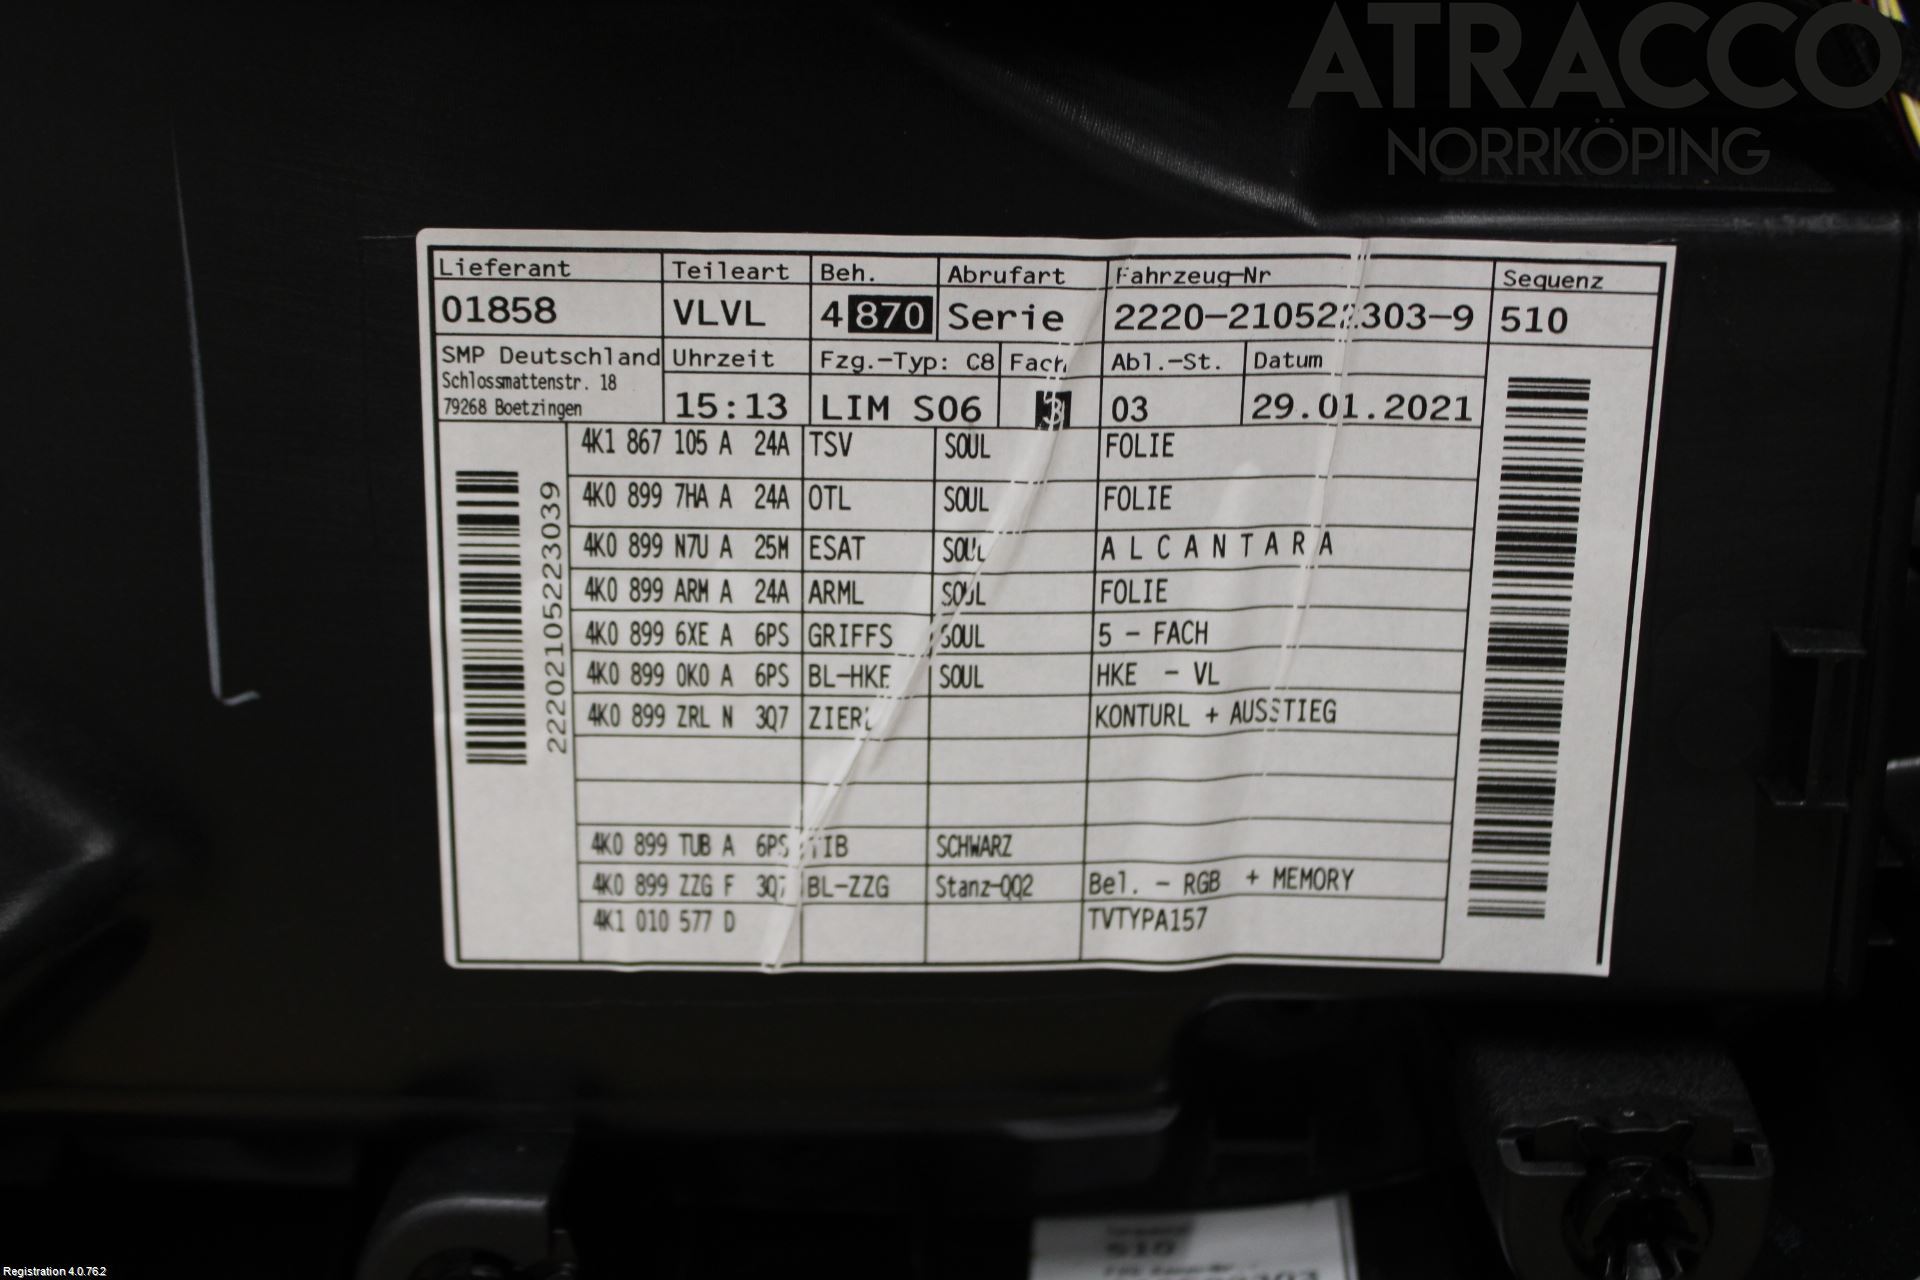 ATRACCO
NORRKÖPING
Lieferant Teileart Beh. Abrufart Fahrzeug-Nr Sequenz
01858 VLVL 4 870 Serie 2220-210522303-9 510
SMP Deutschland Uhrzeit Fzg.-Typ: C8 Fach Abl.-St. Datum
Schlossmattenstr. 18
79268 Boetzingen 15:13 LIM S06 3 03 29.01.2021
4K1 867 105 A 24A TSV SOUL FOLIE
4K0 899 7HA A 24A OTL SOUL FOLIE
4K0 899 N7U A 25M ESAT SOUL A L C A N T A R A
4K0 899 ARM A 24A ARML SOUL FOLIE
4K0 899 6XE A 6PS GRIFFS SOUL 5 - FACH
4K0 899 0K0 A 6PS BL-HKE SOUL HKE - VL
4K0 899 ZRL N 3Q7 ZIERL KONTURL + AUSSTIEG
4K0 899 TUB A 6PS TIB SCHWARZ
4K0 899 ZZG F 3Q7 BL-ZZG Stanz-QQ2 Bel. - RGB + MEMORY
4K1 010 577 D TVTYPA157
22202105223039
510
Registration 4.0.76.2